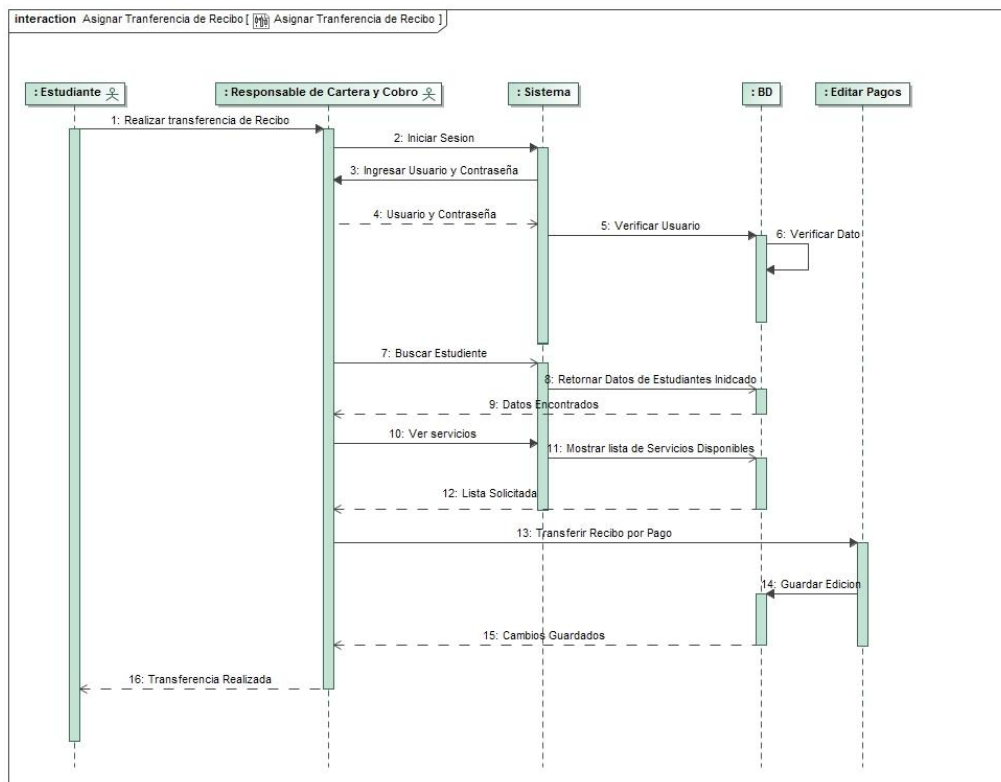 interaction Asignar Tranferencia de Recibo [ Asignar Tranferencia de Recibo ]
: Estudiante
: Responsable de Cartera y Cobro
: Sistema
: BD
: Editar Pagos
1: Realizar transferencia de Recibo
2: Iniciar Sesion
3: Ingresar Usuario y Contraseña
4: Usuario y Contraseña
5: Verificar Usuario
6: Verificar Dato
7: Buscar Estudiente
8: Retornar Datos de Estudiantes Inidcado
9: Datos Encontrados
10: Ver servicios
11: Mostrar lista de Servicios Disponibles
12: Lista Solicitada
13: Transferir Recibo por Pago
14: Guardar Edicion
15: Cambios Guardados
16: Transferencia Realizada